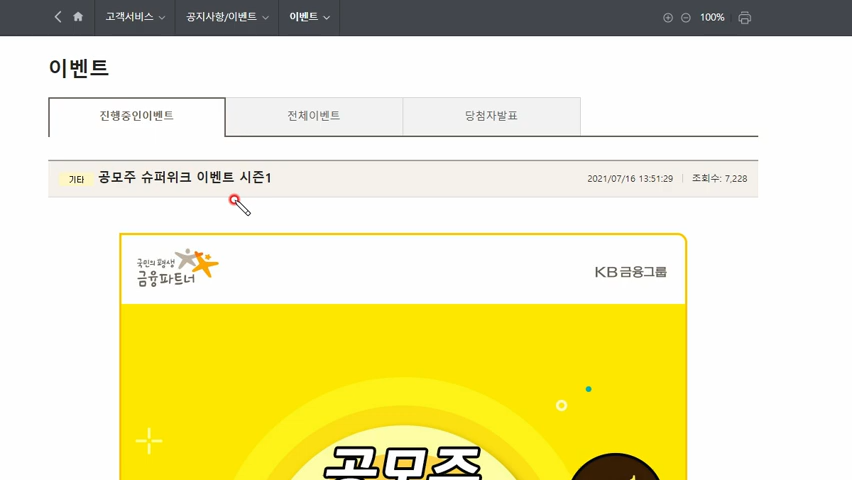 고객서비스 공지사항/이벤트 이벤트 100%
이벤트
진행중인이벤트 전체이벤트 당첨자발표
기타 공모주 슈퍼위크 이벤트 시즌1 2021/07/16 13:51:29 조회수: 7,228
국민의 평생
금융파트너
KB금융그룹
공모주